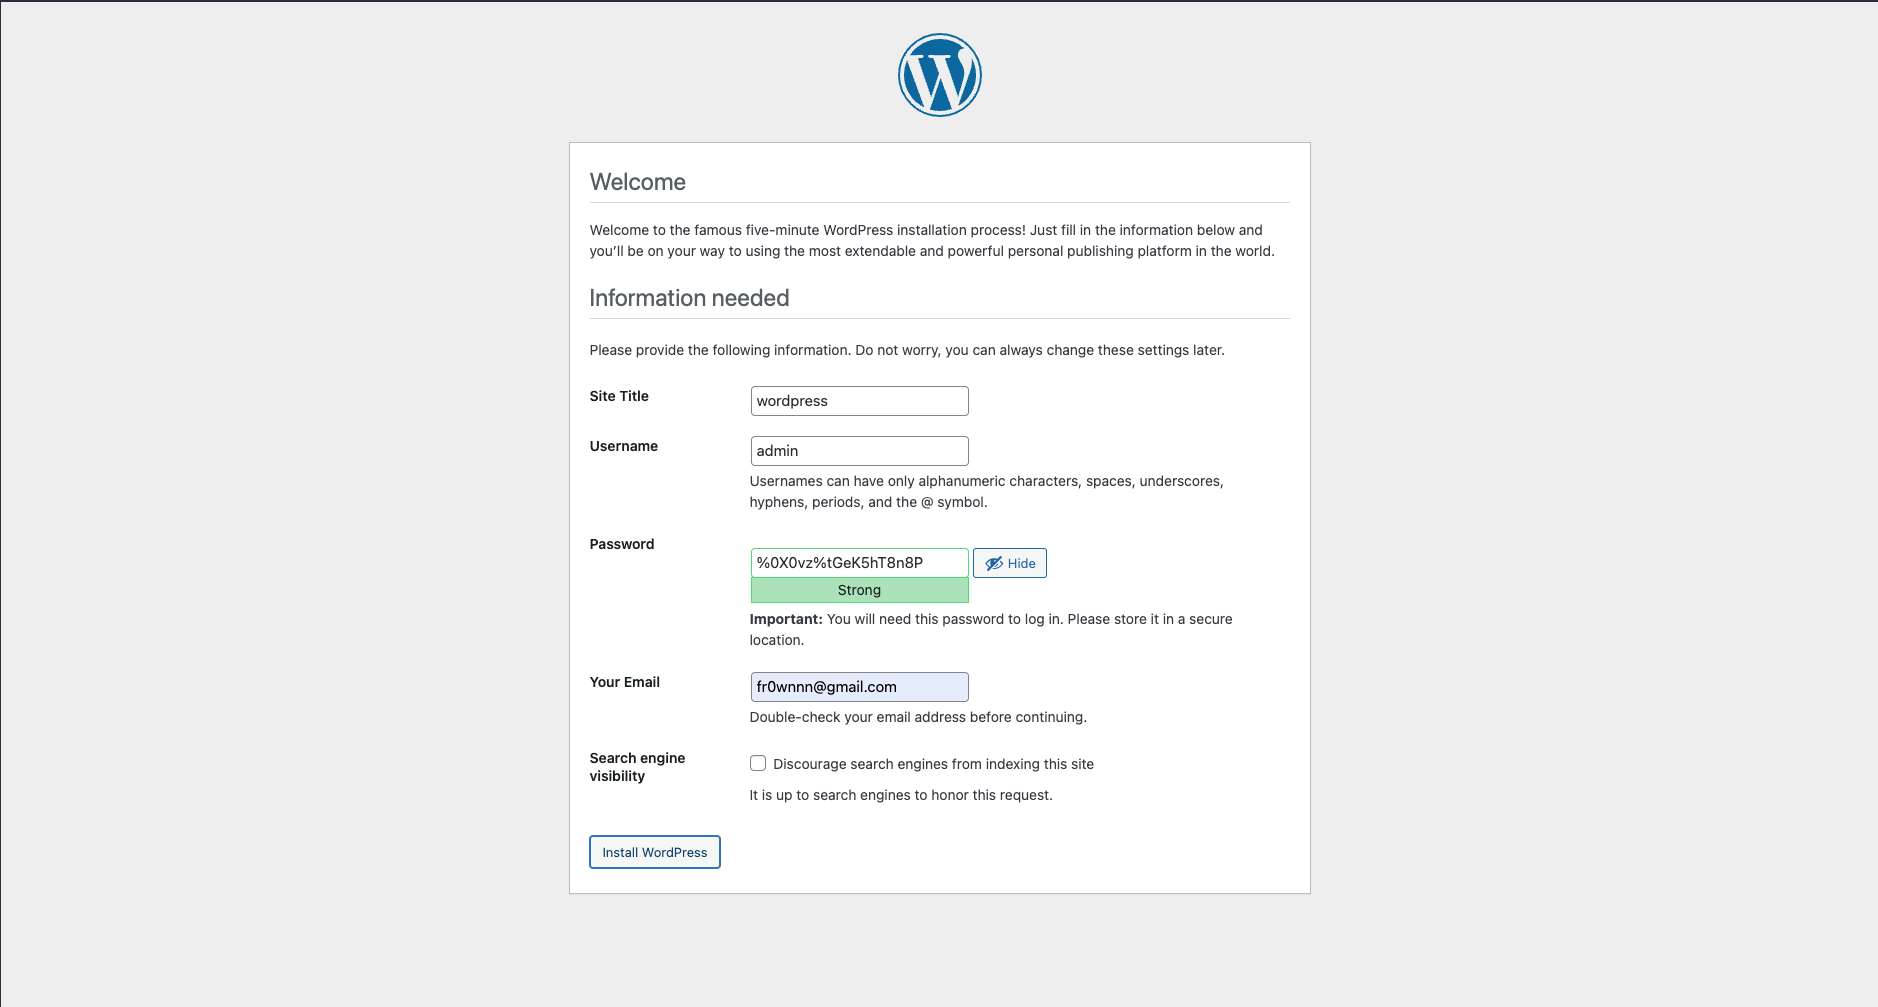 Welcome
Welcome to the famous five-minute WordPress installation process! Just fill in the information below and
you’ll be on your way to using the most extendable and powerful personal publishing platform in the world.
Information needed
Please provide the following information. Do not worry, you can always change these settings later.
Site Title
wordpress
Username
admin
Usernames can have only alphanumeric characters, spaces, underscores,
hyphens, periods, and the @ symbol.
Password
%0X0vz%tGeK5hT8n8P
Hide
Strong
Important: You will need this password to log in. Please store it in a secure
location.
Your Email
fr0wnnn@gmail.com
Double-check your email address before continuing.
Search engine
visibility
Discourage search engines from indexing this site
It is up to search engines to honor this request.
Install WordPress